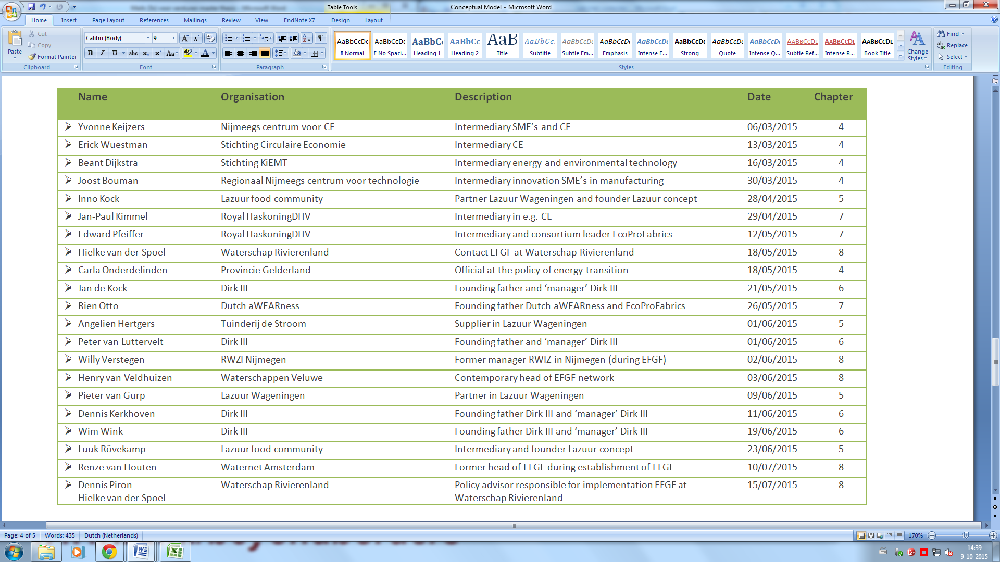 Table Tools
Conceptual Model - Microsoft Word
Home Insert Page Layout References Mailings Review View EndNote X7 Design Layout
Paste
Cut
Copy
Format Painter
Clipboard
Calibri (Body) 9
Font
Paragraph
AaBbCcDc AaBbCcDc AaBbC AaBbCc AaB AaBbCc. AaBbCcDc AaBbCcDc AaBbCcDc AaBbCcDc AaBbCcDc AaBbCcDc AABBCCDD AABBCCDD AABBCCDD
¶ Normal ¶ No Spaci... Heading 1 Heading 2 Title Subtitle Subtle Em... Emphasis Intense E... Strong Quote Intense Q... Subtle Ref... Intense R... Book Title
Change Styles
Styles
Find
Replace
Select
Editing
Name Organisation Description Date Chapter
Yvonne Keijzers Nijmeegs centrum voor CE Intermediary SME’s and CE 06/03/2015 4
Erick Wuestman Stichting Circulaire Economie Intermediary CE 13/03/2015 4
Beant Dijkstra Stichting KiEMT Intermediary energy and environmental technology 16/03/2015 4
Joost Bouman Regionaal Nijmeegs centrum voor technologie Intermediary innovation SME’s in manufacturing 30/03/2015 4
Inno Kock Lazuur food community Partner Lazuur Wageningen and founder Lazuur concept 28/04/2015 5
Jan-Paul Kimmel Royal HaskoningDHV Intermediary in e.g. CE 29/04/2015 7
Edward Pfeiffer Royal HaskoningDHV Intermediary and consortium leader EcoProFabrics 12/05/2015 7
Hielke van der Spoel Waterschap Rivierenland Contact EFGF at Waterschap Rivierenland 18/05/2015 8
Carla Onderdelinden Provincie Gelderland Official at the policy of energy transition 18/05/2015 4
Jan de Kock Dirk III Founding father and ‘manager’ Dirk III 21/05/2015 6
Rien Otto Dutch aWEARness Founding father Dutch aWEARness and EcoProFabrics 26/05/2015 7
Angelien Hertgers Tuinderij de Stroom Supplier in Lazuur Wageningen 01/06/2015 5
Peter van Luttervelt Dirk III Founding father and ‘manager’ Dirk III 01/06/2015 6
Willy Verstegen RWZI Nijmegen Former manager RWIZ in Nijmegen (during EFGF) 02/06/2015 8
Henry van Veldhuizen Waterschappen Veluwe Contemporary head of EFGF network 03/06/2015 8
Pieter van Gurp Lazuur Wageningen Partner in Lazuur Wageningen 09/06/2015 5
Dennis Kerkhoven Dirk III Founding father Dirk III and ‘manager’ Dirk III 11/06/2015 6
Wim Wink Dirk III Founding father Dirk III and ‘manager’ Dirk III 19/06/2015 6
Luuk Rövekamp Lazuur food community Intermediary and founder Lazuur concept 23/06/2015 5
Renze van Houten Waternet Amsterdam Former head of EFGF during establishment of EFGF 10/07/2015 8
Dennis Piron Waterschap Rivierenland Policy advisor responsible for implementation EFGF at 15/07/2015 8
Hielke van der Spoel Waterschap Rivierenland
Page: 4 of 5 Words: 435 Dutch (Netherlands) 170%
14:39
9-10-2015